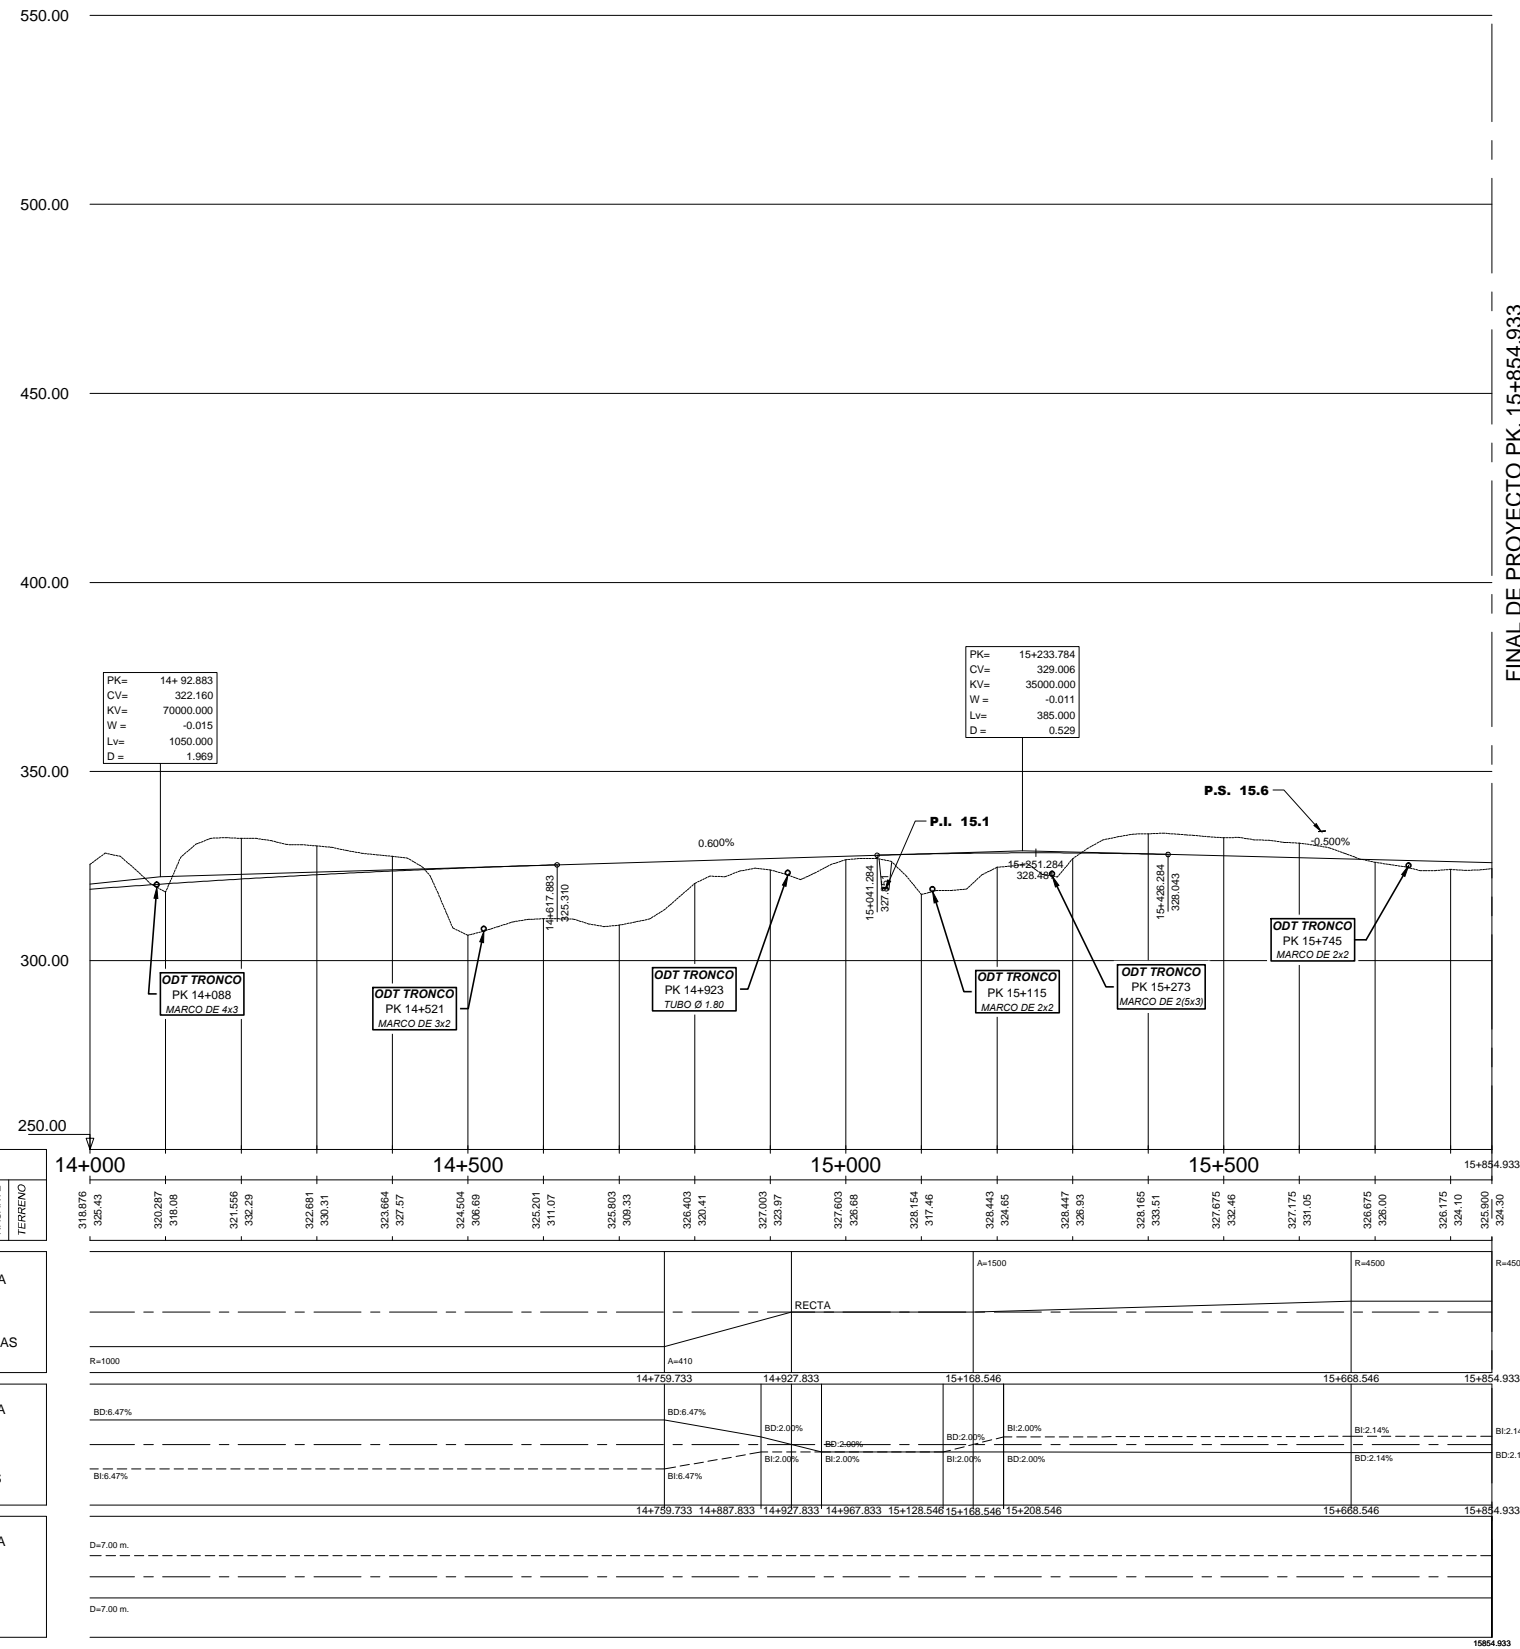 550.00
500.00
450.00
400.00
350.00
300.00
250.00
FINAL DE PROYECTO PK. 15+854.933
PK= 14+ 92.883
CV= 322.160
KV= 70000.000
W = -0.015
Lv= 1050.000
D = 1.969
PK= 15+233.784
CV= 329.006
KV= 35000.000
W = -0.011
Lv= 385.000
D = 0.529
P.S. 15.6
P.I. 15.1
0.600%
-0.500%
14+617.883
325.310
15+041.284
15+251.284
15+426.284
328.043
ODT TRONCO
PK 14+088
MARCO DE 4x3
ODT TRONCO
PK 14+521
MARCO DE 3x2
ODT TRONCO
PK 14+923
TUBO Ø 1.80
ODT TRONCO
PK 15+115
MARCO DE 2x2
ODT TRONCO
PK 15+273
MARCO DE 2(5x3)
ODT TRONCO
PK 15+745
MARCO DE 2x2
14+000 14+500 15+000 15+500 15+854.933
TERRENO
318.876 320.287 321.556 322.681 323.664 324.504 325.201 325.803 326.403 327.003 327.603 328.154 328.443 328.447 328.165 327.675 327.175 326.675 326.175 325.900
325.43 318.08 332.29 330.31 327.57 306.69 311.07 309.33 320.41 323.97 326.68 317.46 324.65 326.93 333.51 332.46 331.05 326.00 324.10 324.30
A
AS
A=1500 R=4500 R=450
RECTA
R=1000 A=410
14+759.733 14+927.833 15+168.546 15+668.546 15+854.933
A
BD:6.47% BD:6.47% BD:2.00% BD:2.00% BD:2.00% BI:2.00% BI:2.14% BI:2.14
BI:6.47% BI:6.47% BI:2.00% BI:2.00% BI:2.00% BD:2.00% BD:2.14% BD:2.1
14+759.733 14+887.833 14+927.833 14+967.833 15+128.546 15+168.546 15+208.546 15+668.546 15+854.933
A
D=7.00 m.
D=7.00 m.
15854.933